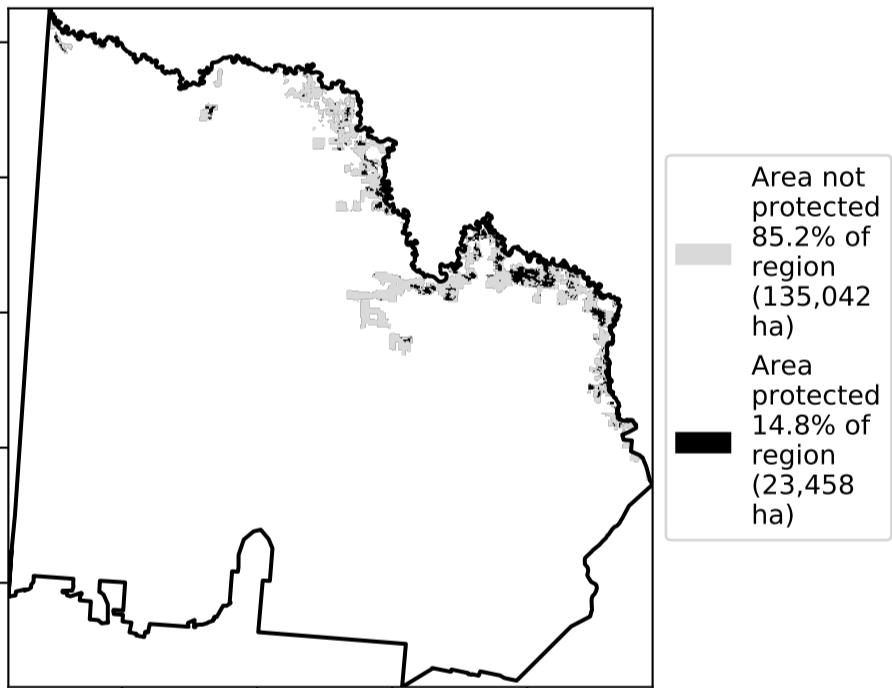 Area not
protected
85.2% of
region
(135,042
ha)
Area
protected
14.8% of
region
(23,458
ha)